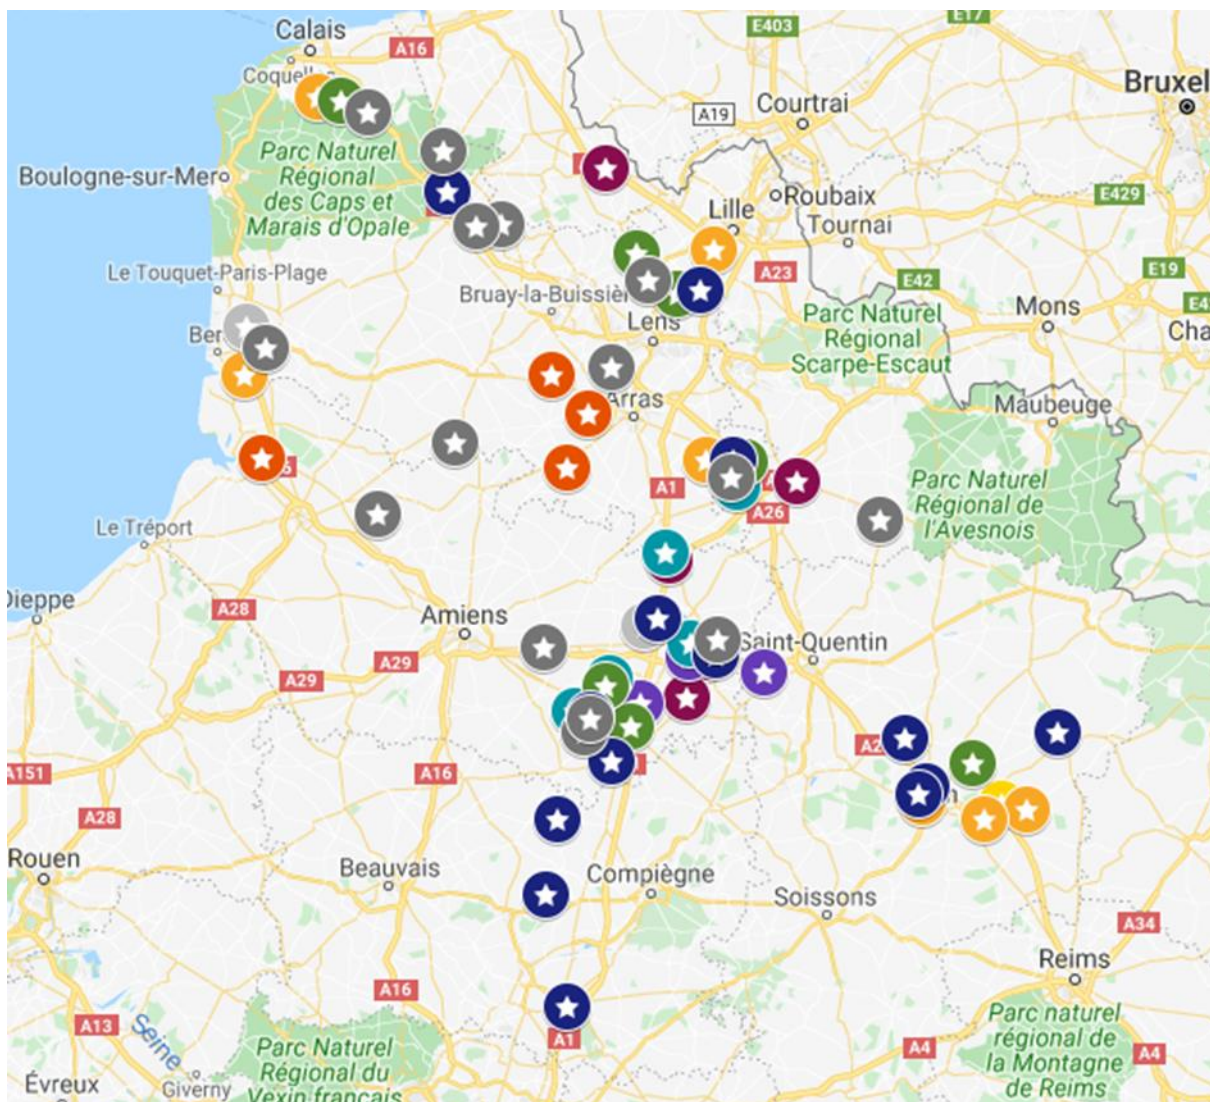 E17
Calais
E403
A16
Coquel
Bruxel
Courtrai
A19
Parc Naturel
Régional
des Caps et
Marais d'Opale
Boulogne-sur-Mer
Roubaix
E429
Lille
Tournai
Le Touquet-Paris-Plage
A23
E42
E19
Bruay-la-Buissièr
Mons
Parc Naturel
Régional
Scarpe-Escaut
Lens
Ber
Cha
Arras
Maubeuge
A1
A26
Parc Naturel
Régional de
l'Avesnois
Le Tréport
Dieppe
A28
Amiens
Saint-Quentin
A29
A29
A151
A16
A28
Rouen
Beauvais
Compiègne
Soissons
A34
Reims
A16
A13
Seine
A1
Parc naturel
régional de
la Montagne
de Reims
A4
A4
Parc Naturel
Régional du
Vexin français
Évreux
Giverny